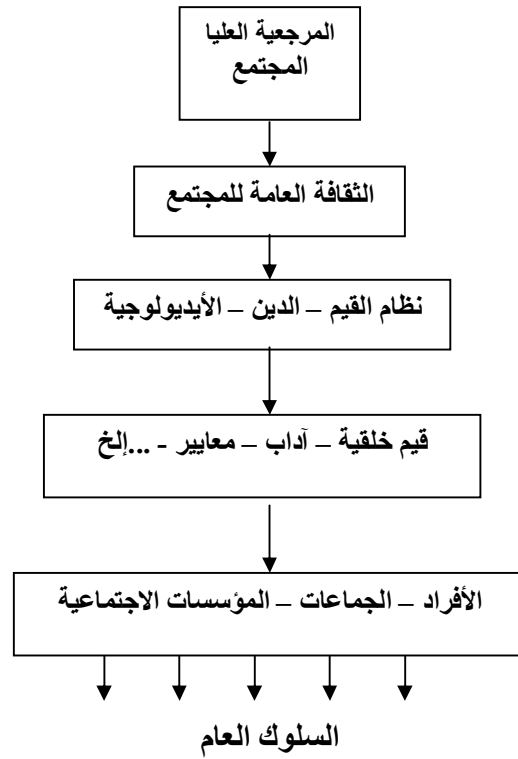 المرجعية العليا
المجتمع
الثقافة العامة للمجتمع
نظام القيم – الدين – الأيديولوجية
قيم خلقية – آداب – معايير - ...إلخ
الأفراد – الجماعات – المؤسسات الاجتماعية
السلوك العام